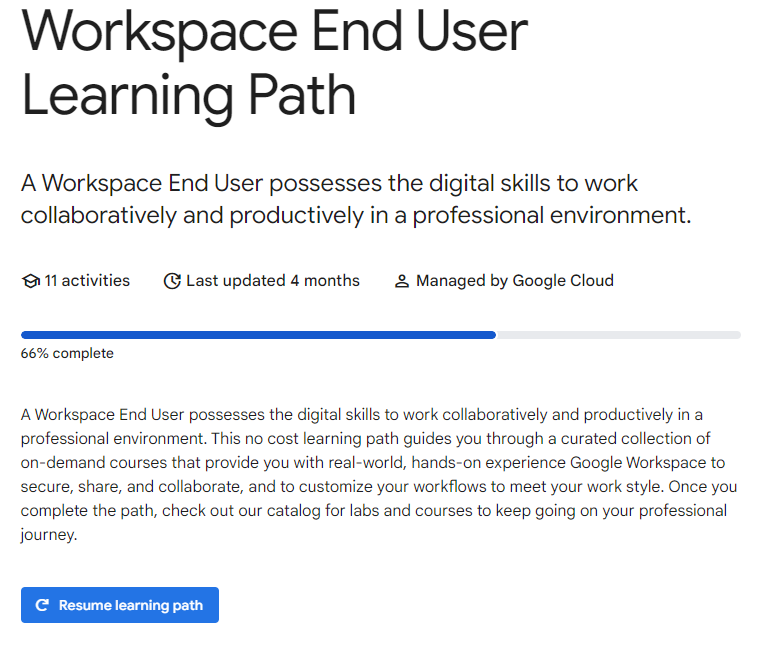 Workspace End User
Learning Path
A Workspace End User possesses the digital skills to work
collaboratively and productively in a professional environment.
11 activities Last updated 4 months Managed by Google Cloud
66% complete
A Workspace End User possesses the digital skills to work collaboratively and productively in a
professional environment. This no cost learning path guides you through a curated collection of
on-demand courses that provide you with real-world, hands-on experience Google Workspace to
secure, share, and collaborate, and to customize your workflows to meet your work style. Once you
complete the path, check out our catalog for labs and courses to keep going on your professional
journey.
Resume learning path